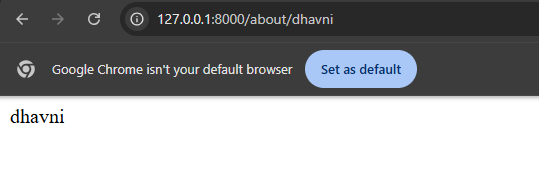 127.0.0.1:8000/about/dhavni
Google Chrome isn't your default browser Set as default
dhavni